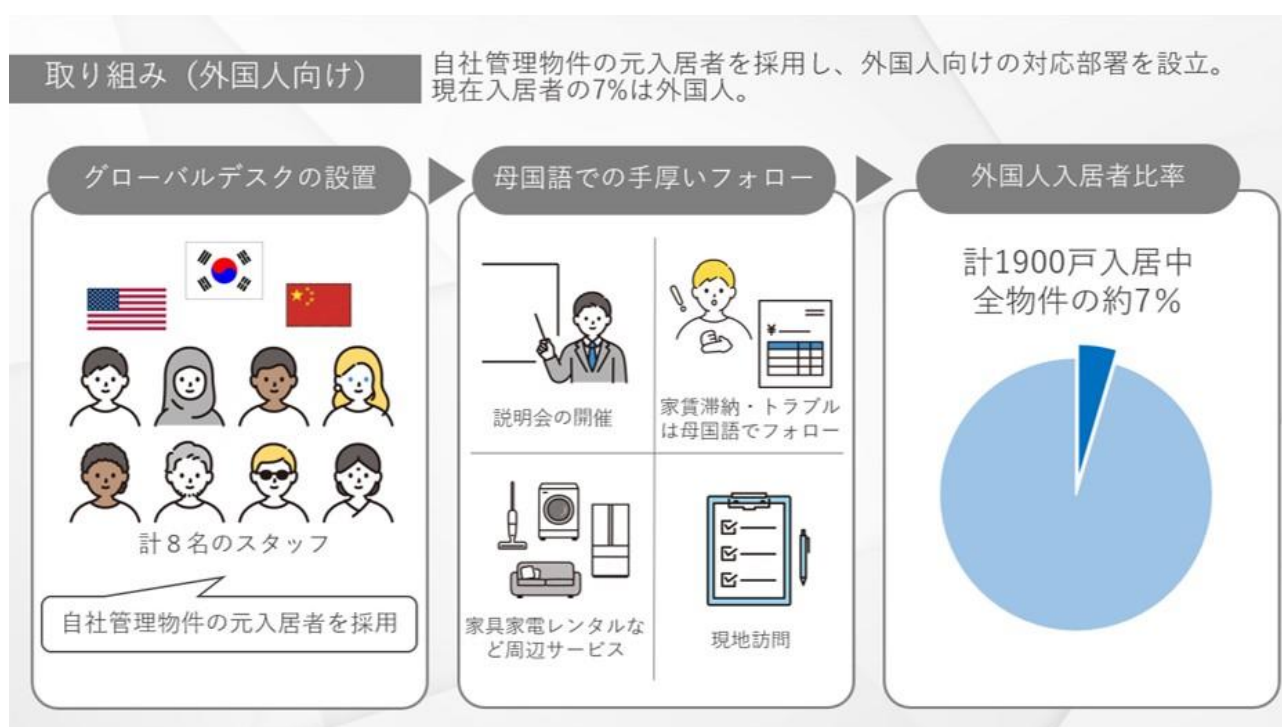 取り組み（外国人向け）
自社管理物件の元入居者を採用し、外国人向けの対応部署を設立。
現在入居者の7%は外国人。
グローバルデスクの設置
計８名のスタッフ
自社管理物件の元入居者を採用
母国語での手厚いフォロー
説明会の開催
¥
家賃滞納・トラブル
は母国語でフォロー
家具家電レンタルな
ど周辺サービス
現地訪問
外国人入居者比率
計1900戸入居中
全物件の約7％